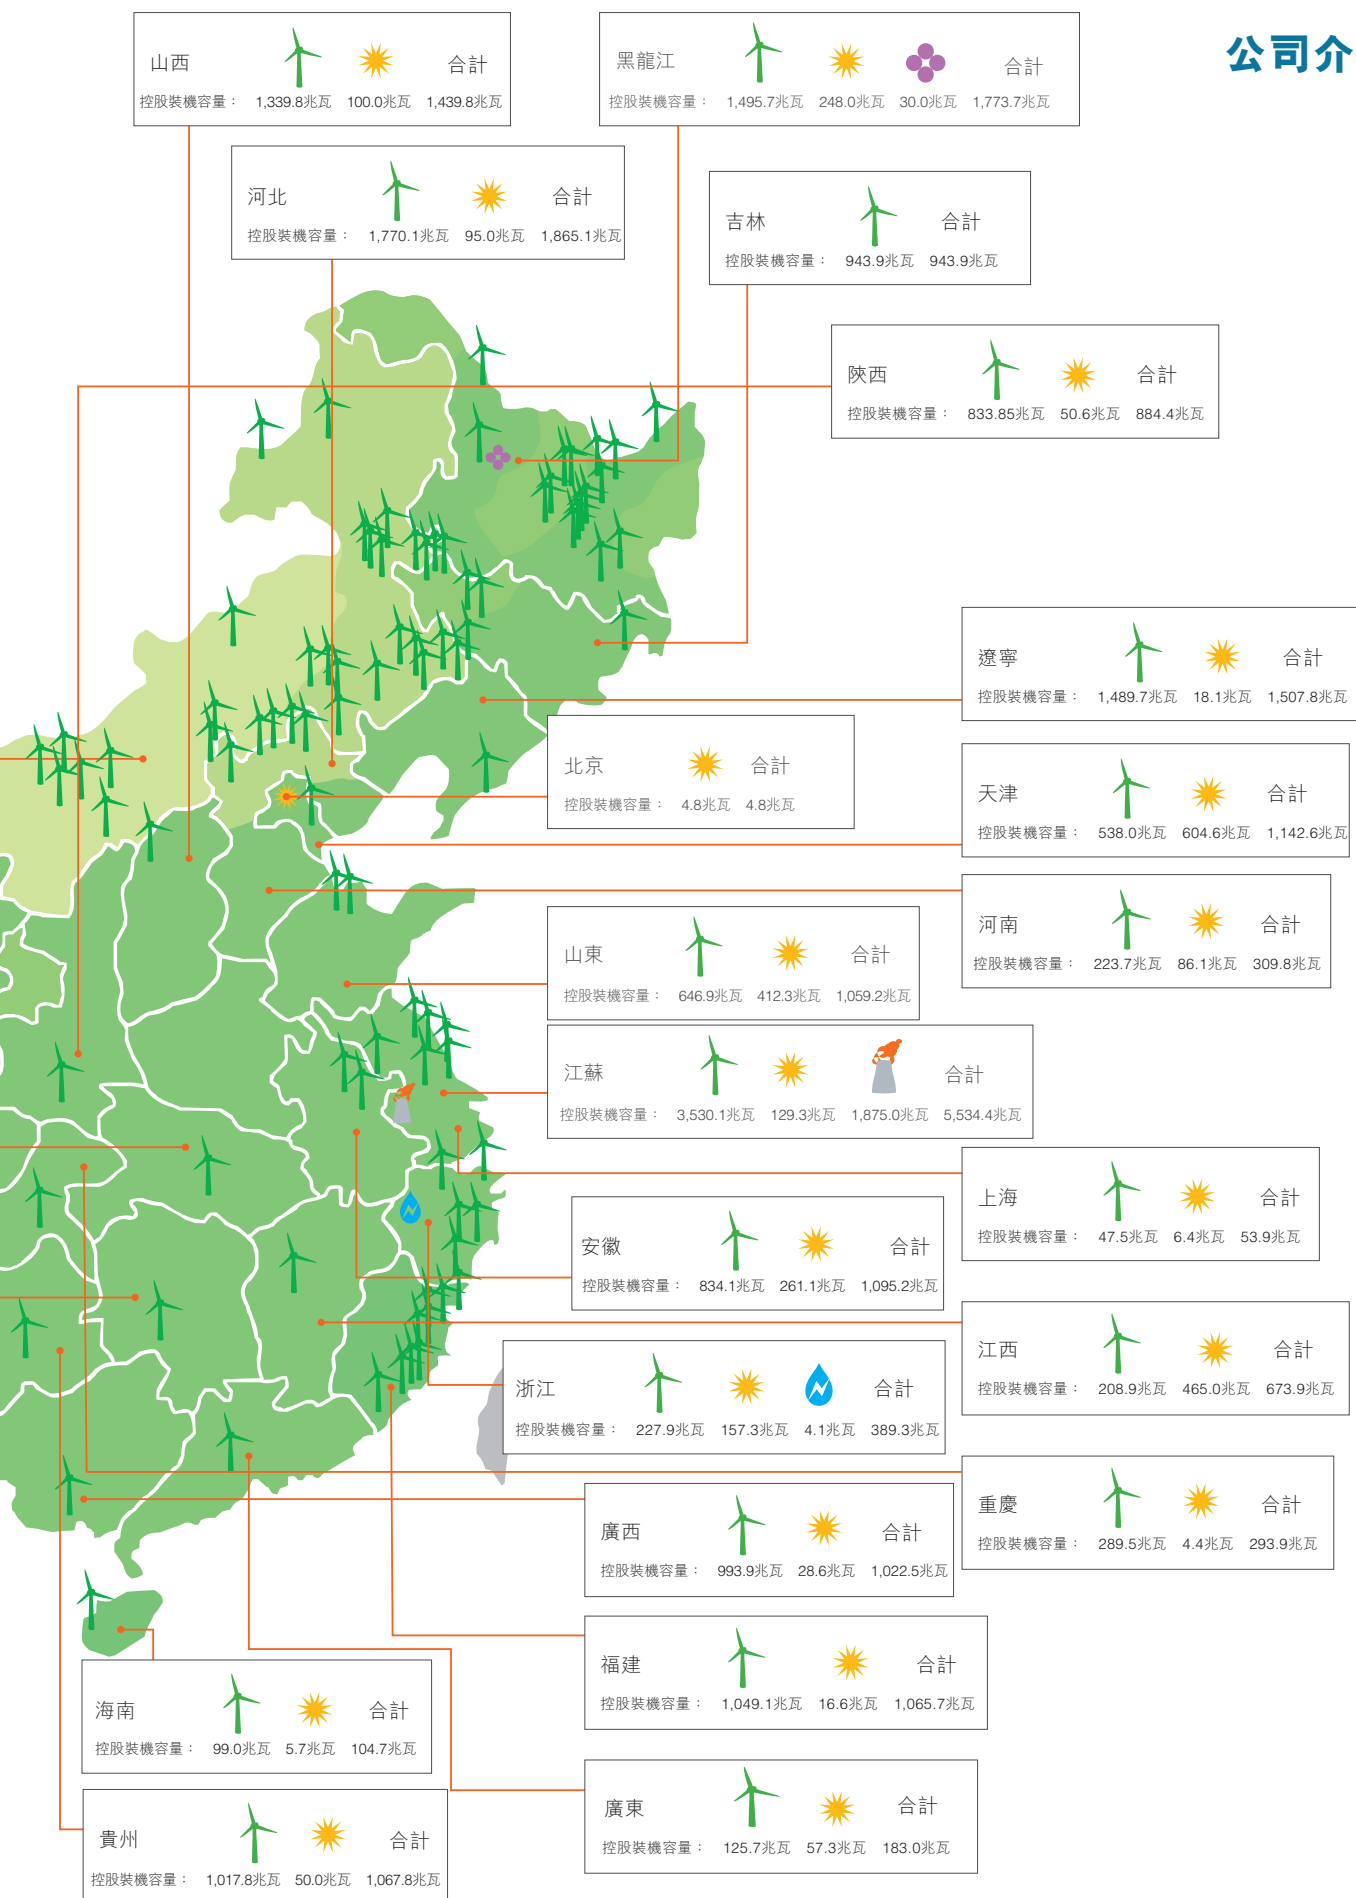 公司介
山西 合計
控股裝機容量： 1,339.8兆瓦 100.0兆瓦 1,439.8兆瓦
黑龍江 合計
控股裝機容量： 1,495.7兆瓦 248.0兆瓦 30.0兆瓦 1,773.7兆瓦
河北 合計
控股裝機容量： 1,770.1兆瓦 95.0兆瓦 1,865.1兆瓦
吉林 合計
控股裝機容量： 943.9兆瓦 943.9兆瓦
陝西 合計
控股裝機容量： 833.85兆瓦 50.6兆瓦 884.4兆瓦
遼寧 合計
控股裝機容量： 1,489.7兆瓦 18.1兆瓦 1,507.8兆瓦
北京 合計
控股裝機容量： 4.8兆瓦 4.8兆瓦
天津 合計
控股裝機容量： 538.0兆瓦 604.6兆瓦 1,142.6兆瓦
河南 合計
控股裝機容量： 223.7兆瓦 86.1兆瓦 309.8兆瓦
山東 合計
控股裝機容量： 646.9兆瓦 412.3兆瓦 1,059.2兆瓦
江蘇 合計
控股裝機容量： 3,530.1兆瓦 129.3兆瓦 1,875.0兆瓦 5,534.4兆瓦
上海 合計
控股裝機容量： 47.5兆瓦 6.4兆瓦 53.9兆瓦
安徽 合計
控股裝機容量： 834.1兆瓦 261.1兆瓦 1,095.2兆瓦
江西 合計
控股裝機容量： 208.9兆瓦 465.0兆瓦 673.9兆瓦
浙江 合計
控股裝機容量： 227.9兆瓦 157.3兆瓦 4.1兆瓦 389.3兆瓦
重慶 合計
控股裝機容量： 289.5兆瓦 4.4兆瓦 293.9兆瓦
廣西 合計
控股裝機容量： 993.9兆瓦 28.6兆瓦 1,022.5兆瓦
福建 合計
控股裝機容量： 1,049.1兆瓦 16.6兆瓦 1,065.7兆瓦
海南 合計
控股裝機容量： 99.0兆瓦 5.7兆瓦 104.7兆瓦
廣東 合計
控股裝機容量： 125.7兆瓦 57.3兆瓦 183.0兆瓦
貴州 合計
控股裝機容量： 1,017.8兆瓦 50.0兆瓦 1,067.8兆瓦